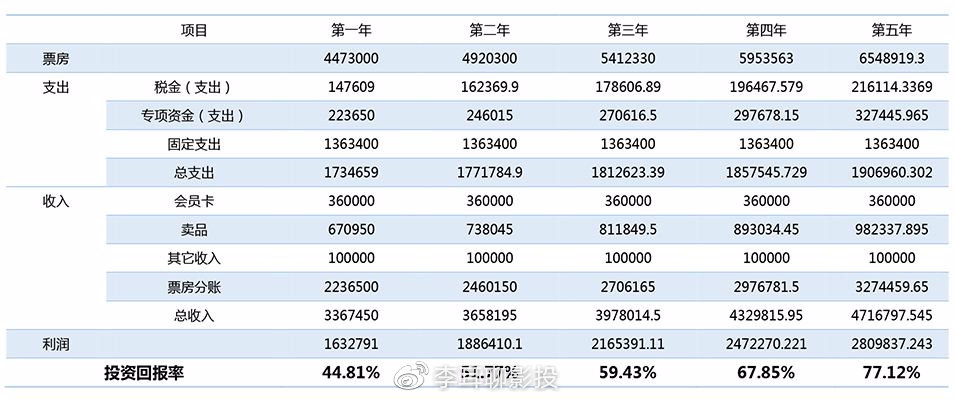 项目 第一年 第二年 第三年 第四年 第五年
票房 4473000 4920300 5412330 5953563 6548919.3
支出 税金（支出） 147609 162369.9 178606.89 196467.579 216114.3369
专项资金（支出） 223650 246015 270616.5 297678.15 327445.965
固定支出 1363400 1363400 1363400 1363400 1363400
总支出 1734659 1771784.9 1812623.39 1857545.729 1906960.302
收入 会员卡 360000 360000 360000 360000 360000
卖品 670950 738045 811849.5 893034.45 982337.895
其它收入 100000 100000 100000 100000 100000
票房分账 2236500 2460150 2706165 2976781.5 3274459.65
总收入 3367450 3658195 3978014.5 4329815.95 4716797.545
利润 1632791 1886410.1 2165391.11 2472270.221 2809837.243
投资回报率 44.81% 59.43% 67.85% 77.12%